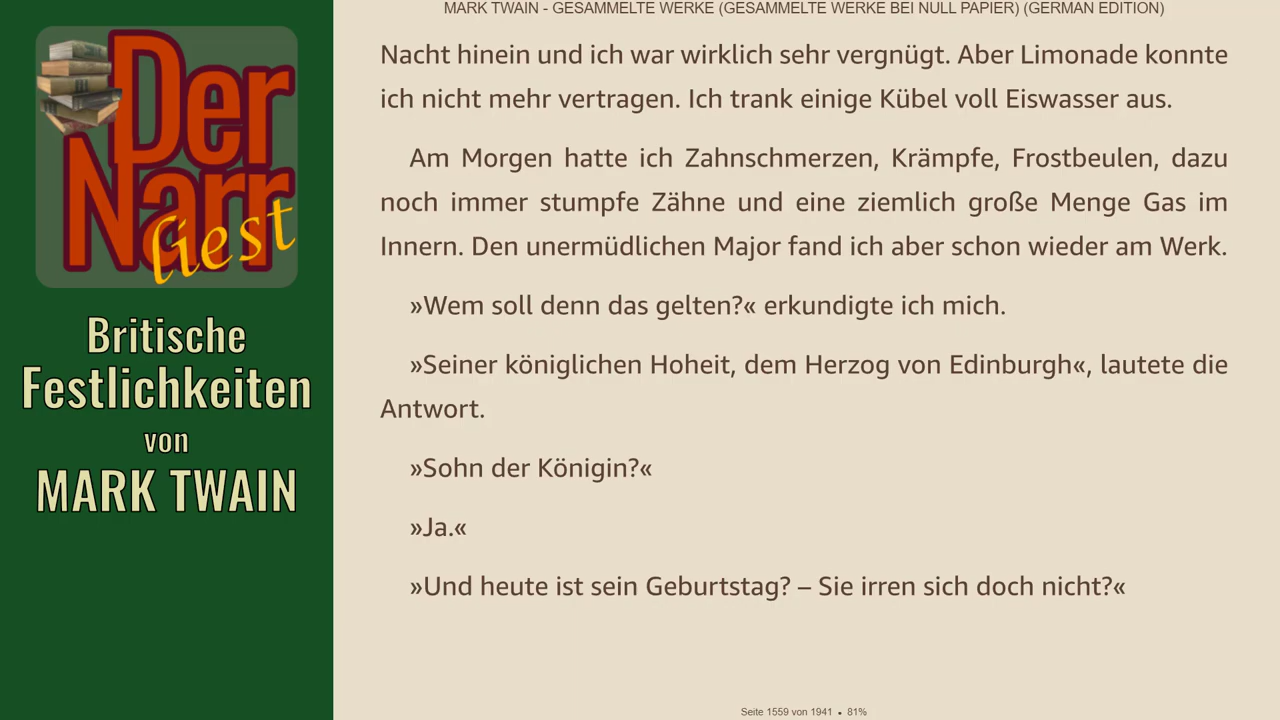 Der
Narr
liest
Britische
Festlichkeiten
von
MARK TWAIN
MARK TWAIN - GESAMMELTE WERKE (GESAMMELTE WERKE BEI NULL PAPIER) (GERMAN EDITION)
Nacht hinein und ich war wirklich sehr vergnügt. Aber Limonade konnte
ich nicht mehr vertragen. Ich trank einige Kübel voll Eiswasser aus.
Am Morgen hatte ich Zahnschmerzen, Krämpfe, Frostbeulen, dazu
noch immer stumpfe Zähne und eine ziemlich große Menge Gas im
Innern. Den unermüdlichen Major fand ich aber schon wieder am Werk.
»Wem soll denn das gelten?« erkundigte ich mich.
»Seiner königlichen Hoheit, dem Herzog von Edinburgh«, lautete die
Antwort.
»Sohn der Königin?«
»Ja.«
»Und heute ist sein Geburtstag? – Sie irren sich doch nicht?«
Seite 1559 von 1941 • 81%